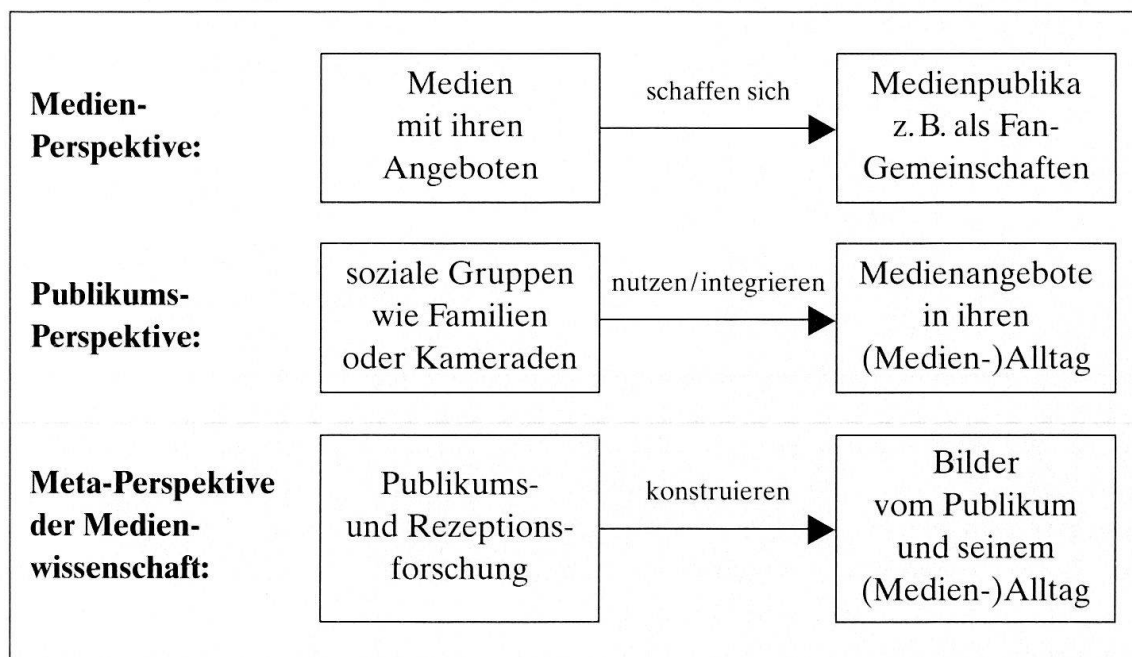 Medien-
Perspektive:
Medien
mit ihren
Angeboten
schaffen sich
Medienpublika
z. B. als Fan-
Gemeinschaften
Publikums-
Perspektive:
soziale Gruppen
wie Familien
oder Kameraden
nutzen/integrieren
Medienangebote
in ihren
(Medien-)Alltag
Meta-Perspektive
der Medien-
wissenschaft:
Publikums-
und Rezeptions-
forschung
konstruieren
Bilder
vom Publikum
und seinem
(Medien-)Alltag